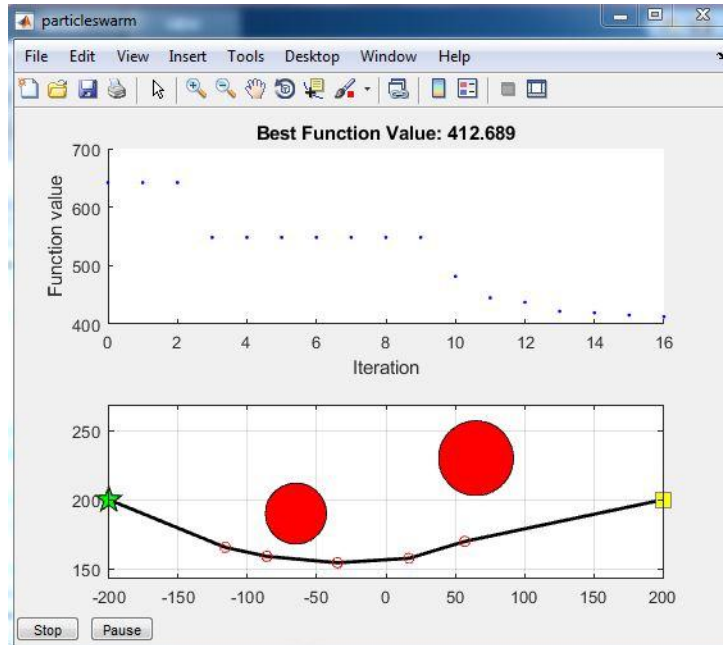 particleswarm
File Edit View Insert Tools Desktop Window Help
Best Function Value: 412.689
Function value
700
600
500
400
0 2 4 6 8 10 12 14 16
Iteration
250
200
150
-200 -150 -100 -50 0 50 100 150 200
Stop Pause